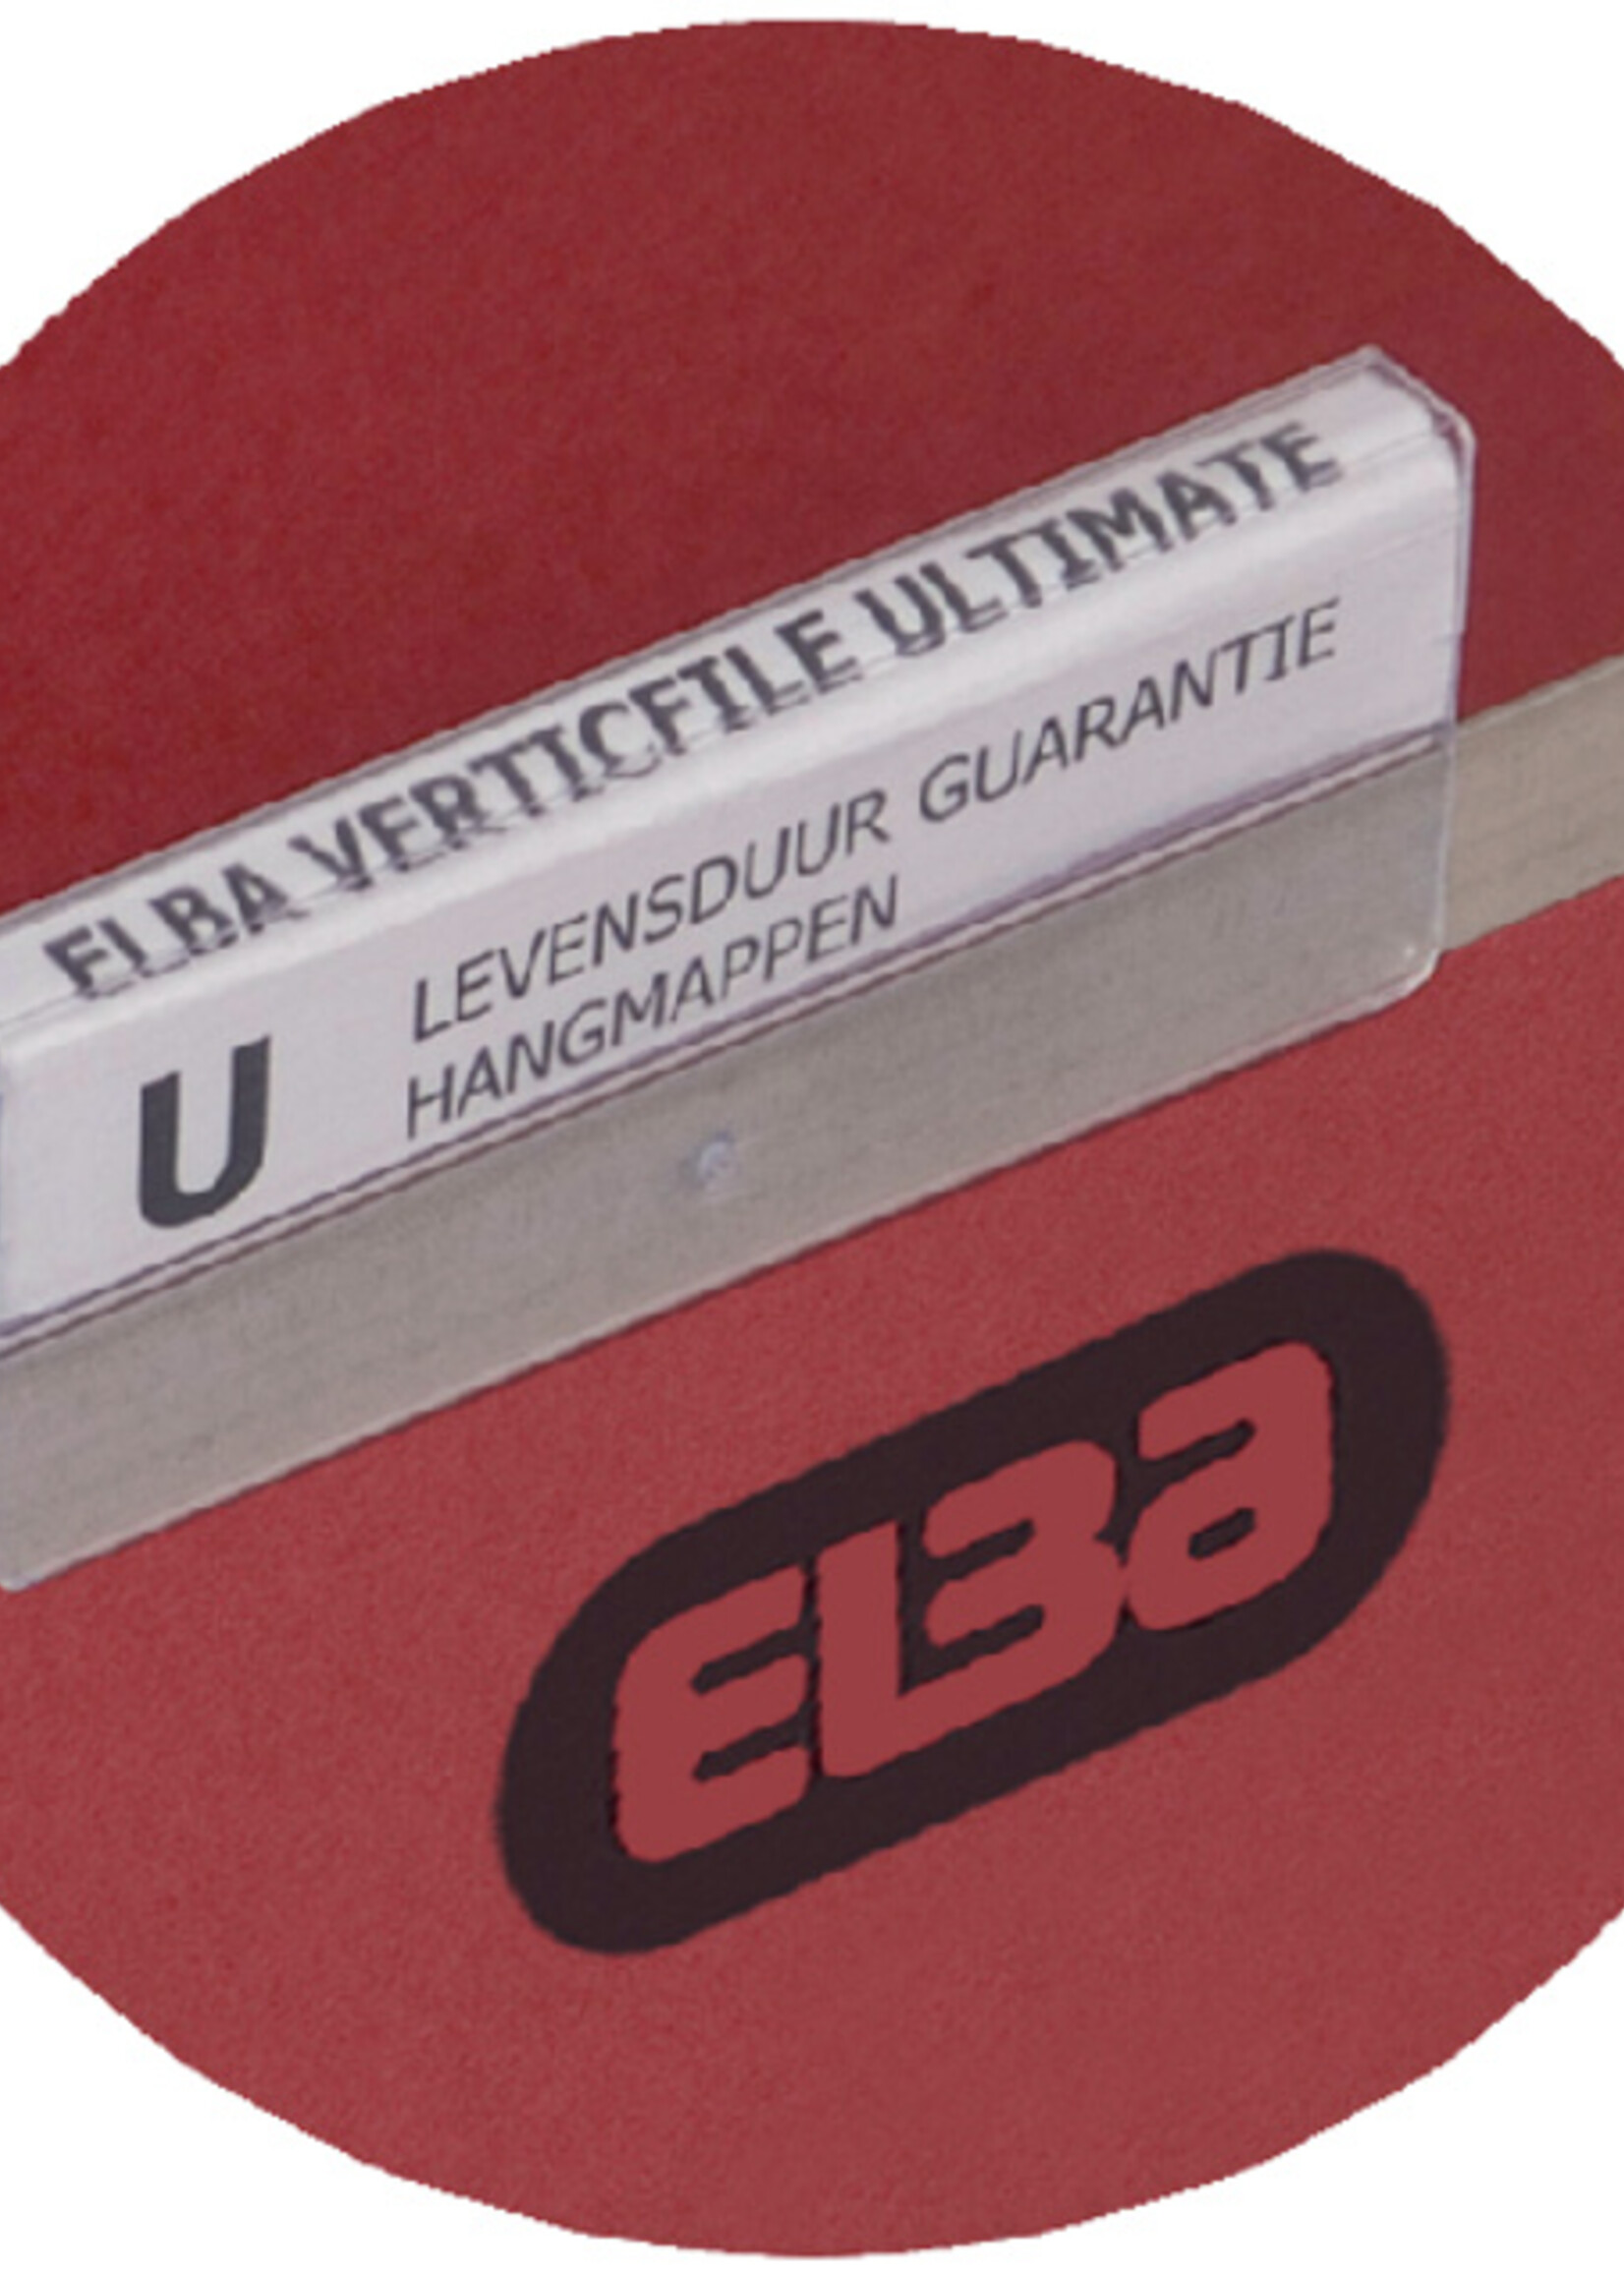 ELBA VERTICFILE ULTIMATE
U
LEVENSDUUR GUARANTIE
HANGMAPPEN
ELBa